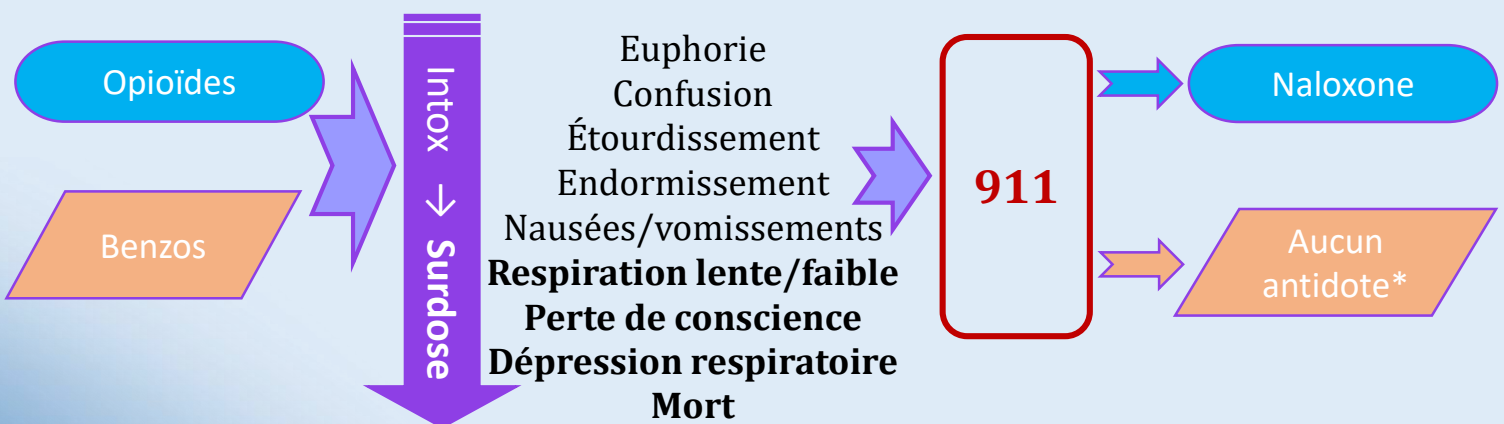 Opioïdes
Benzos
Intox → Surdose
Euphorie
Confusion
Étourdissement
Endormissement
Nausées/vomissements
Respiration lente/faible
Perte de conscience
Dépression respiratoire
Mort
911
Naloxone
Aucun
antidote*